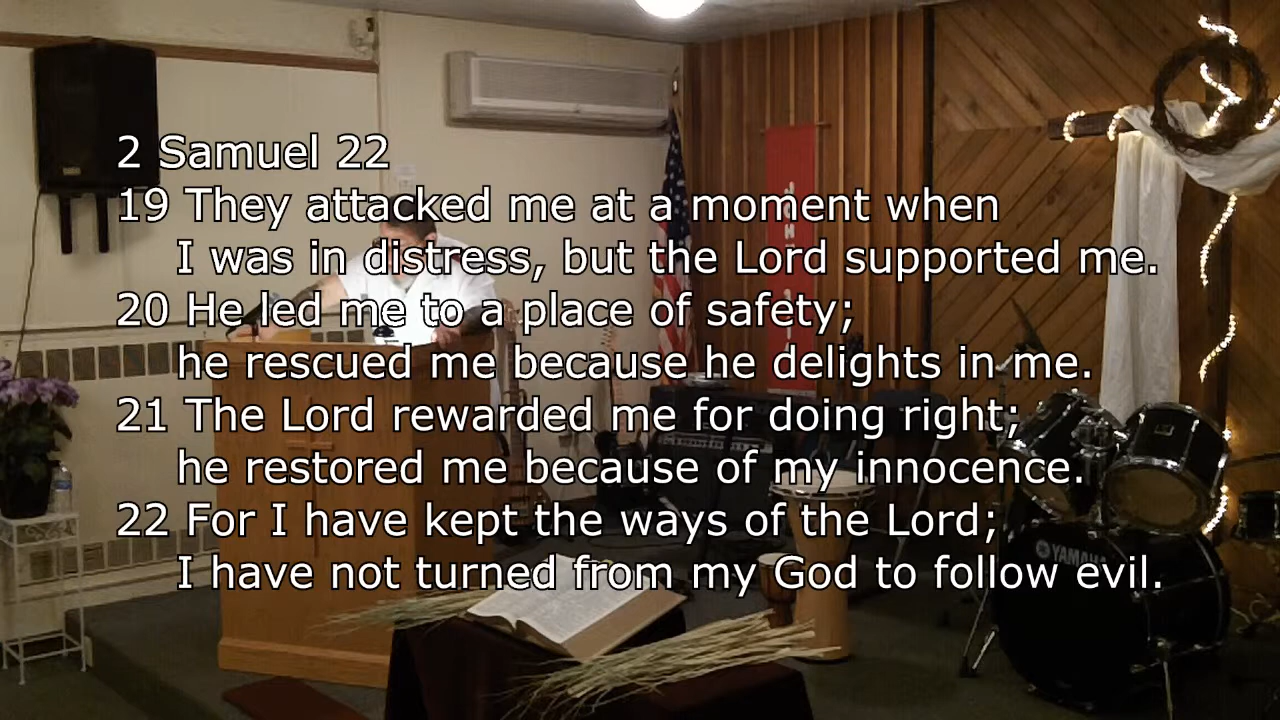 2 Samuel 22
19 They attacked me at a moment when
I was in distress, but the Lord supported me.
20 He led me to a place of safety;
he rescued me because he delights in me.
21 The Lord rewarded me for doing right;
he restored me because of my innocence.
22 For I have kept the ways of the Lord;
I have not turned from my God to follow evil.
YAMAHA